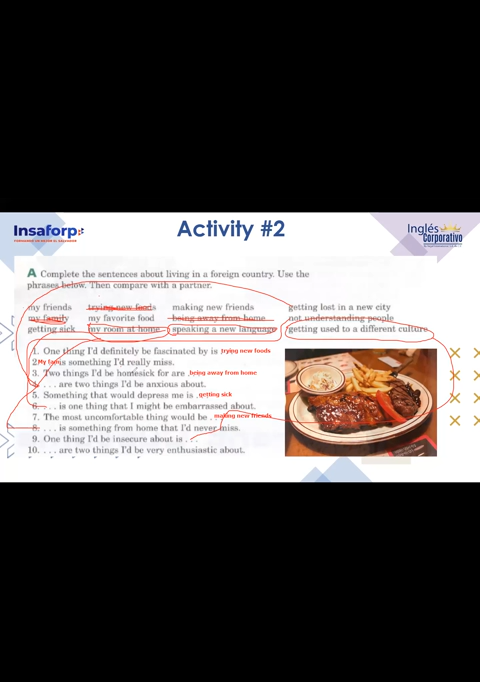 Insaforp
FORMANDO UN MEJOR EL SALVADOR
Activity #2
Inglés
Corporativo
A Complete the sentences about living in a foreign country. Use the
phrases below. Then compare with a partner.
my friends trying new foods making new friends getting lost in a new city
my family my favorite food being away from home not understanding people
getting sick my room at home speaking a new language getting used to a different culture
1. One thing I'd definitely be fascinated by is . trying new foods
2 is something I'd really miss.
3. Two things I'd be homesick for are . being away from home
4. . . . are two things I'd be anxious about.
5. Something that would depress me is . getting sick
6. . . . is one thing that I might be embarrassed about.
7. The most uncomfortable thing would be . making new friends
8. . . . is something from home that I'd never miss.
9. One thing I'd be insecure about is . . .
10. . . . are two things I'd be very enthusiastic about.